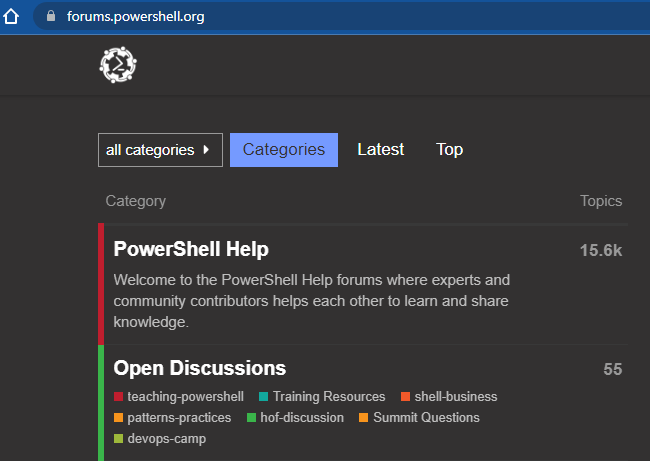 forums.powershell.org
all categories
Categories
Latest
Top
Category
Topics
PowerShell Help
15.6k
Welcome to the PowerShell Help forums where experts and
community contributors helps each other to learn and share
knowledge.
Open Discussions
55
teaching-powershell
Training Resources
shell-business
patterns-practices
hof-discussion
Summit Questions
devops-camp